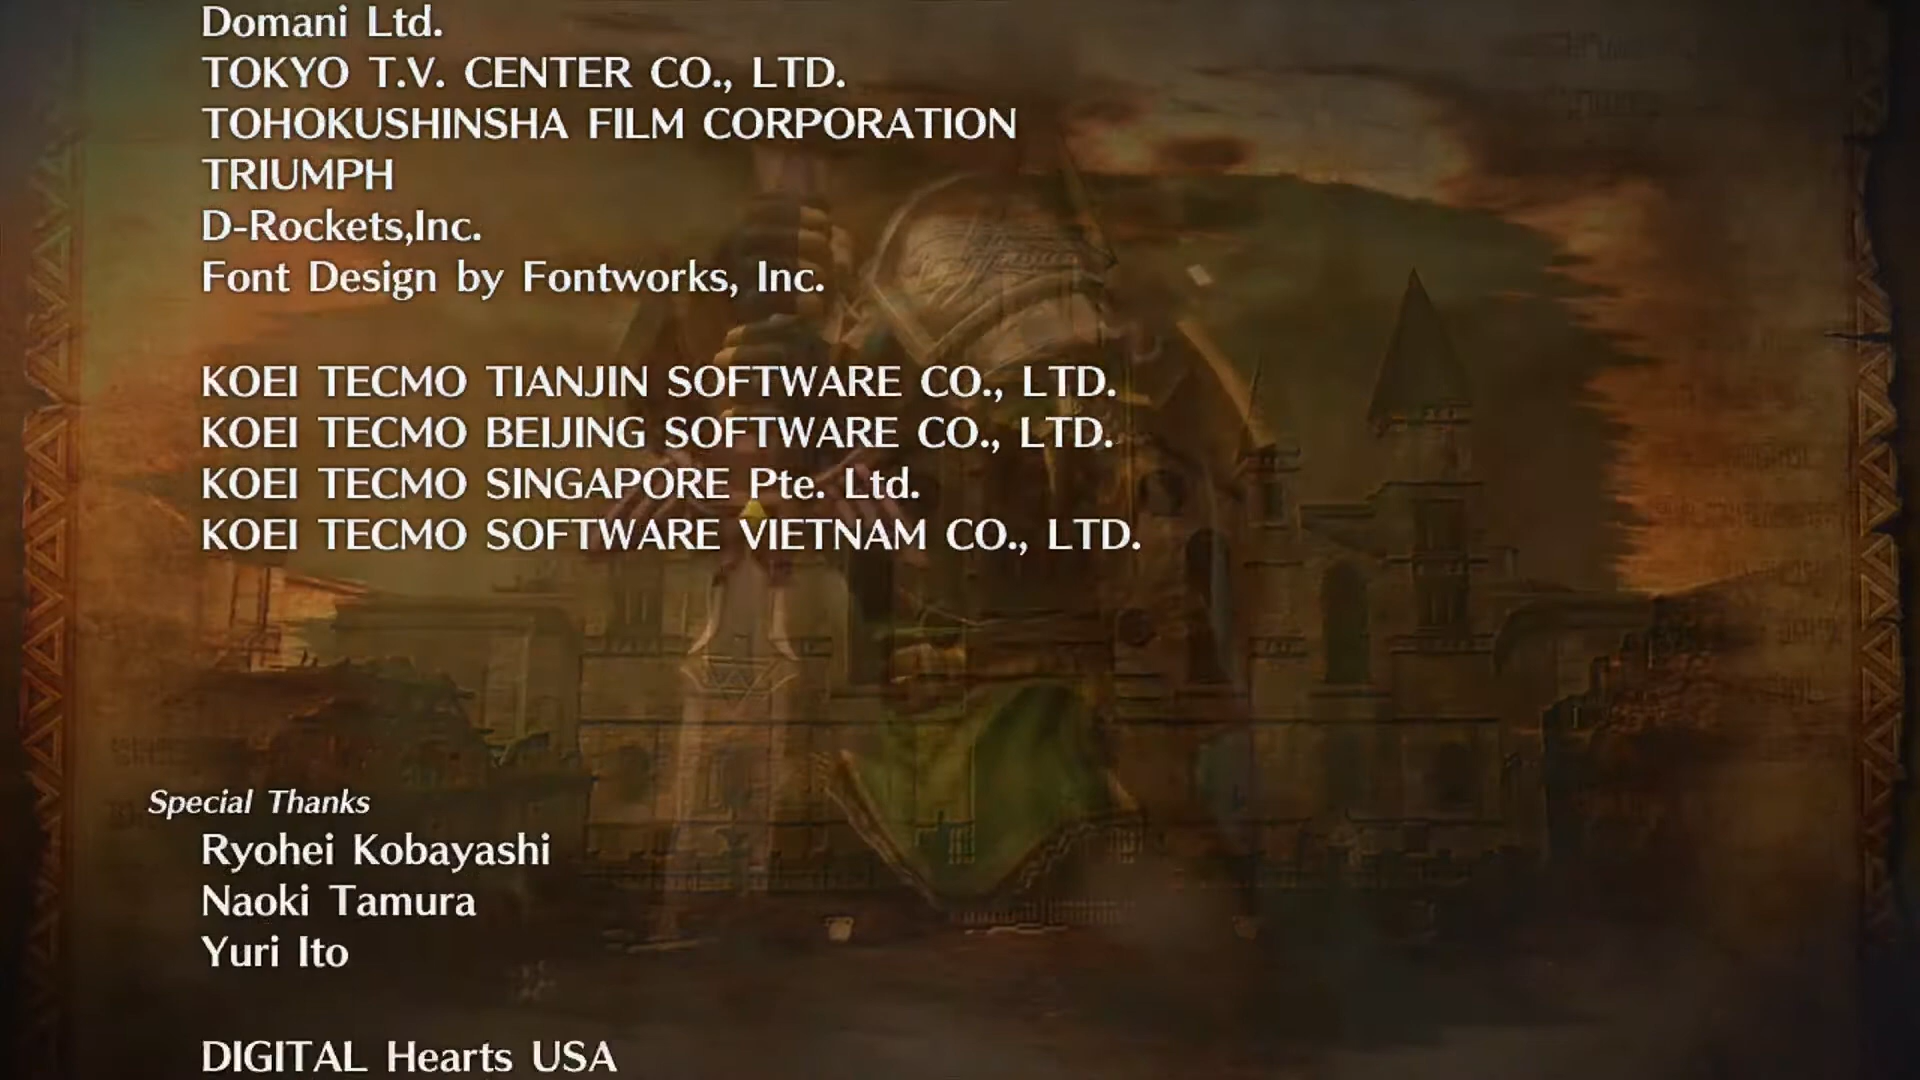 Domani Ltd.
TOKYO T.V. CENTER CO., LTD.
TOHOKUSHINSHA FILM CORPORATION
TRIUMPH
D-Rockets,Inc.
Font Design by Fontworks, Inc.
KOEI TECMO TIANJIN SOFTWARE CO., LTD.
KOEI TECMO BEIJING SOFTWARE CO., LTD.
KOEI TECMO SINGAPORE Pte. Ltd.
KOEI TECMO SOFTWARE VIETNAM CO., LTD.
Special Thanks
Ryohei Kobayashi
Naoki Tamura
Yuri Ito
DIGITAL Hearts USA